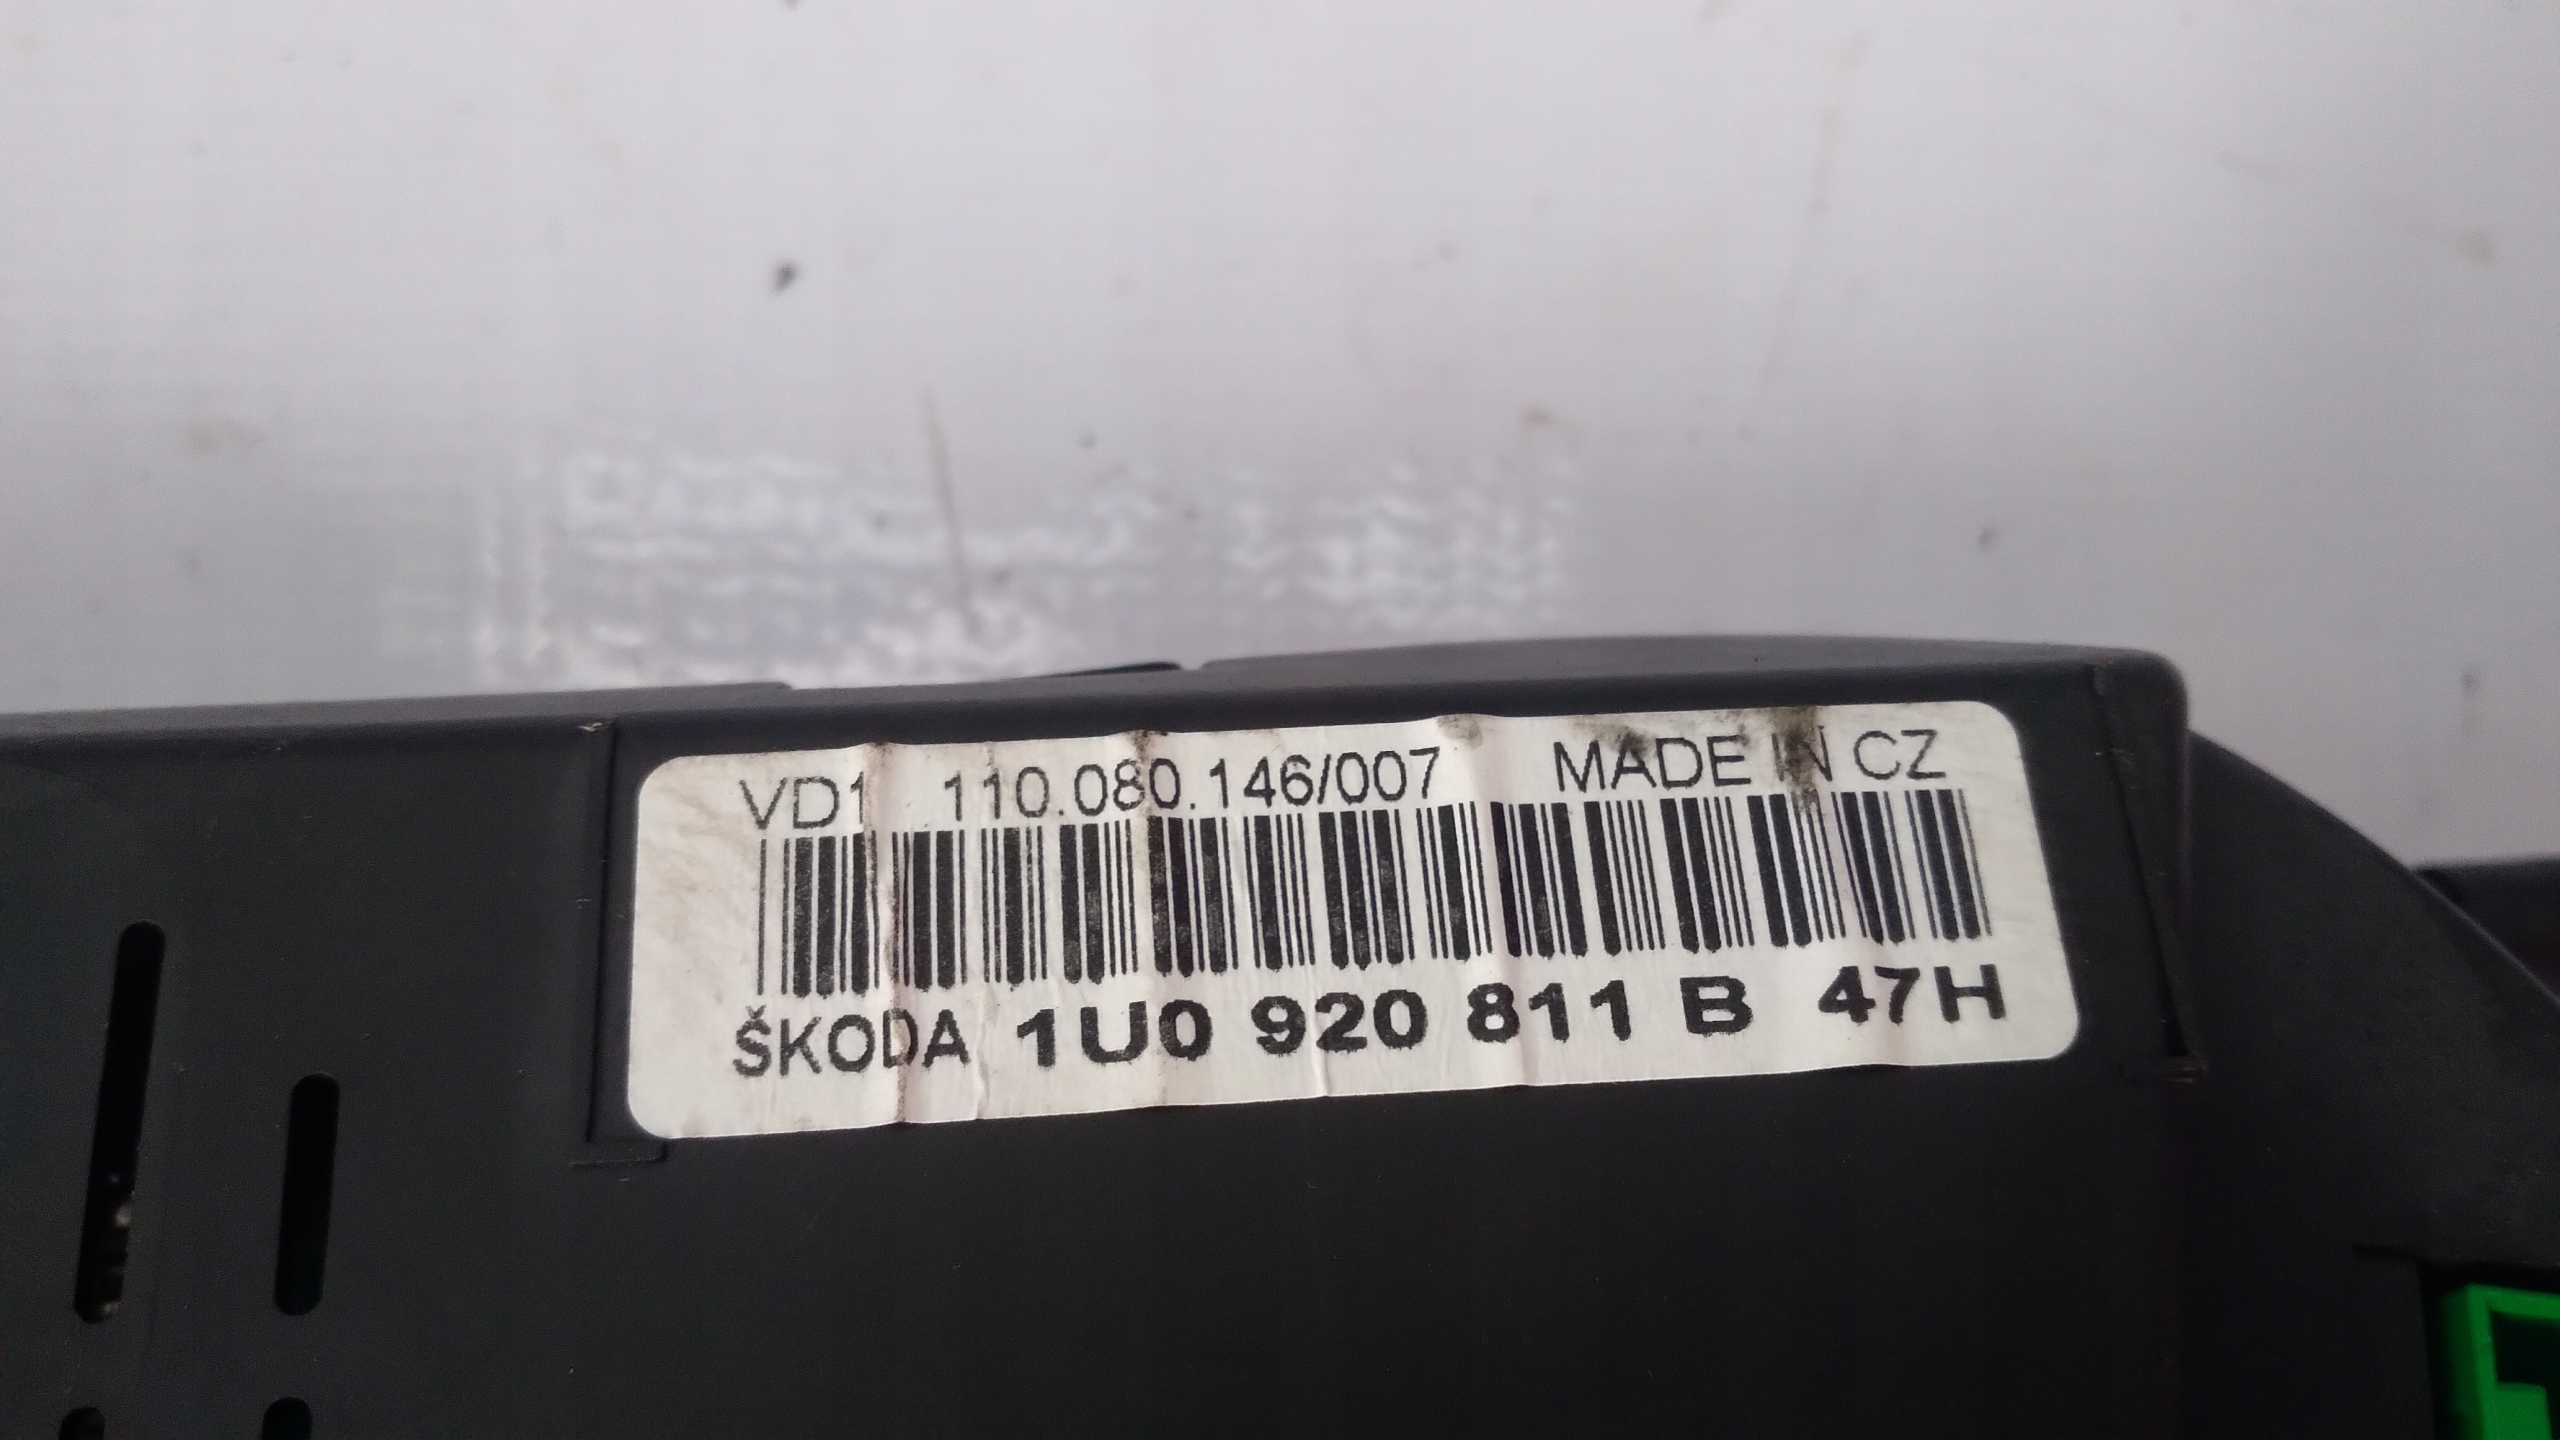 VD1 110.080.146/007 MADE IN CZ
ŠKODA 1U0 920 811 B 47H